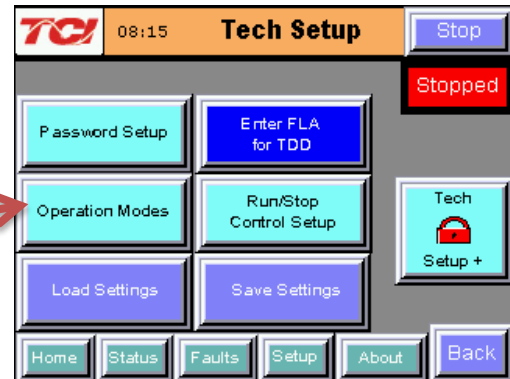 TCI 08:15 Tech Setup Stop
Stopped
Password Setup
Enter FLA
for TDD
Operation Modes
Run/Stop
Control Setup
Tech
Setup +
Load Settings
Save Settings
Home Status Faults Setup About Back